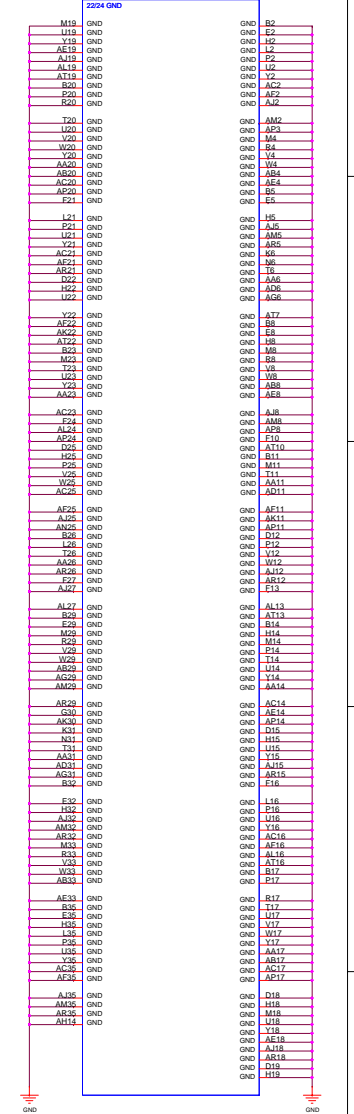 22/24 GND
M19 GND GND B2
U19 GND GND E2
Y19 GND GND H2
AE19 GND GND L2
AJ19 GND GND P2
AL19 GND GND U2
AT19 GND GND Y2
B20 GND GND AC2
P20 GND GND AF2
R20 GND GND AJ2
T20 GND GND AM2
U20 GND GND AP3
V20 GND GND M4
W20 GND GND R4
Y20 GND GND V4
AA20 GND GND W4
AB20 GND GND AB4
AC20 GND GND AE4
AP20 GND GND B5
F21 GND GND E5
L21 GND GND H5
P21 GND GND AJ5
U21 GND GND AM5
Y21 GND GND AR5
AC21 GND GND K6
AF21 GND GND N6
AR21 GND GND T6
D22 GND GND AA6
H22 GND GND AD6
U22 GND GND AG6
Y22 GND GND AT7
AF22 GND GND B8
AK22 GND GND E8
AT22 GND GND H8
B23 GND GND M8
M23 GND GND R8
T23 GND GND V8
U23 GND GND W8
Y23 GND GND AB8
AA23 GND GND AE8
AC23 GND GND AJ8
F24 GND GND AM8
AL24 GND GND AP8
AP24 GND GND F10
D25 GND GND AT10
H25 GND GND B11
P25 GND GND M11
V25 GND GND T11
W25 GND GND AA11
AC25 GND GND AD11
AF25 GND GND AF11
AJ25 GND GND AK11
AN25 GND GND AP11
B26 GND GND D12
L26 GND GND P12
T26 GND GND V12
AA26 GND GND W12
AR26 GND GND AJ12
F27 GND GND AR12
AJ27 GND GND F13
AL27 GND GND AL13
B29 GND GND AT13
E29 GND GND B14
M29 GND GND H14
R29 GND GND M14
V29 GND GND P14
W29 GND GND T14
AB29 GND GND U14
AG29 GND GND Y14
AM29 GND GND AA14
AR29 GND GND AC14
G30 GND GND AE14
AK30 GND GND AP14
K31 GND GND D15
N31 GND GND H15
T31 GND GND U15
AA31 GND GND Y15
AD31 GND GND AJ15
AG31 GND GND AR15
B32 GND GND F16
E32 GND GND L16
H32 GND GND P16
AJ32 GND GND U16
AM32 GND GND Y16
AR32 GND GND AC16
M33 GND GND AF16
R33 GND GND AL16
V33 GND GND AT16
W33 GND GND B17
AB33 GND GND P17
AF33 GND GND R17
B35 GND GND T17
E35 GND GND U17
H35 GND GND V17
L35 GND GND W17
P35 GND GND Y17
U35 GND GND AA17
Y35 GND GND AB17
AC35 GND GND AC17
AF35 GND GND AP17
AJ35 GND GND D18
AM35 GND GND H18
AR35 GND GND M18
AH14 GND GND U18
GND Y18
GND AE18
GND AJ18
GND AR18
GND D19
GND H19
GND GND